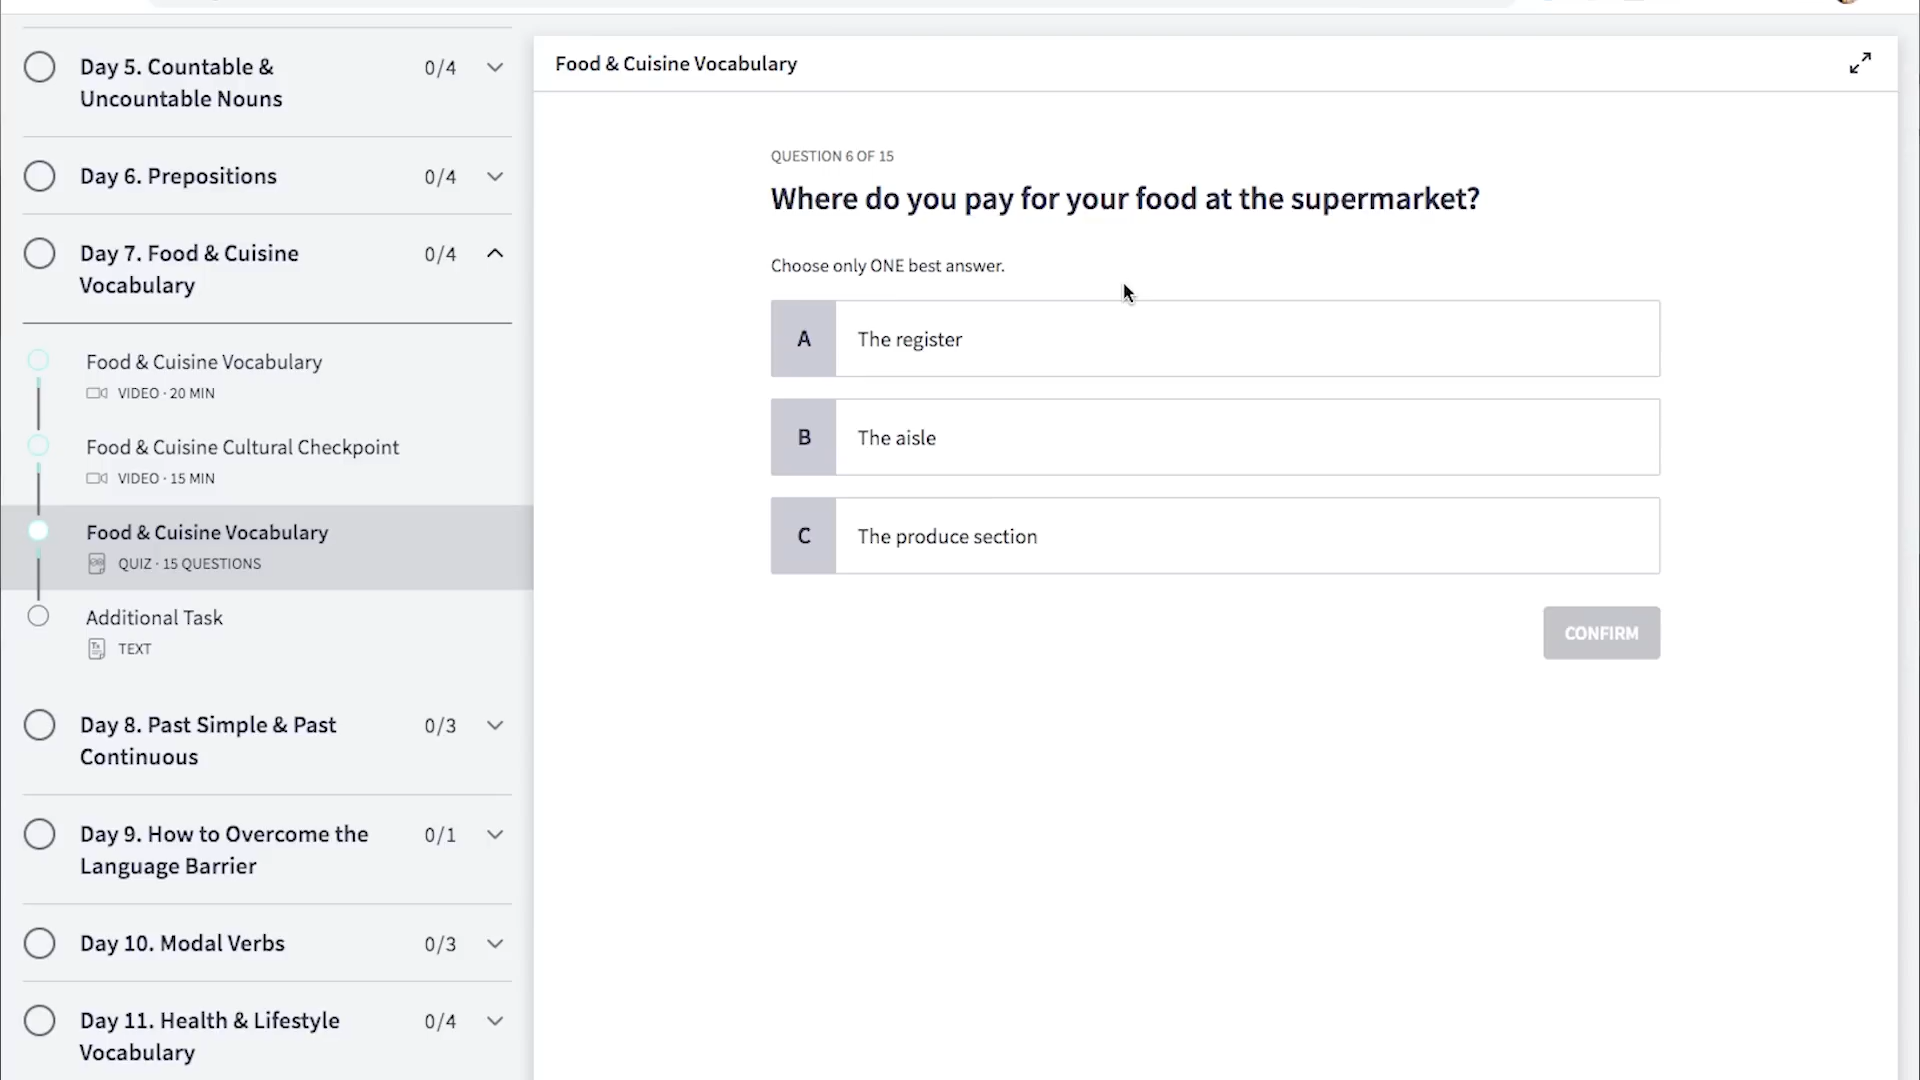 Day 5. Countable &
Uncountable Nouns
0/4
Day 6. Prepositions
0/4
Day 7. Food & Cuisine
Vocabulary
0/4
Food & Cuisine Vocabulary
VIDEO · 20 MIN
Food & Cuisine Cultural Checkpoint
VIDEO · 15 MIN
Food & Cuisine Vocabulary
QUIZ · 15 QUESTIONS
Additional Task
TEXT
Day 8. Past Simple & Past
Continuous
0/3
Day 9. How to Overcome the
Language Barrier
0/1
Day 10. Modal Verbs
0/3
Day 11. Health & Lifestyle
Vocabulary
0/4
Food & Cuisine Vocabulary
QUESTION 6 OF 15
Where do you pay for your food at the supermarket?
Choose only ONE best answer.
A The register
B The aisle
C The produce section
CONFIRM